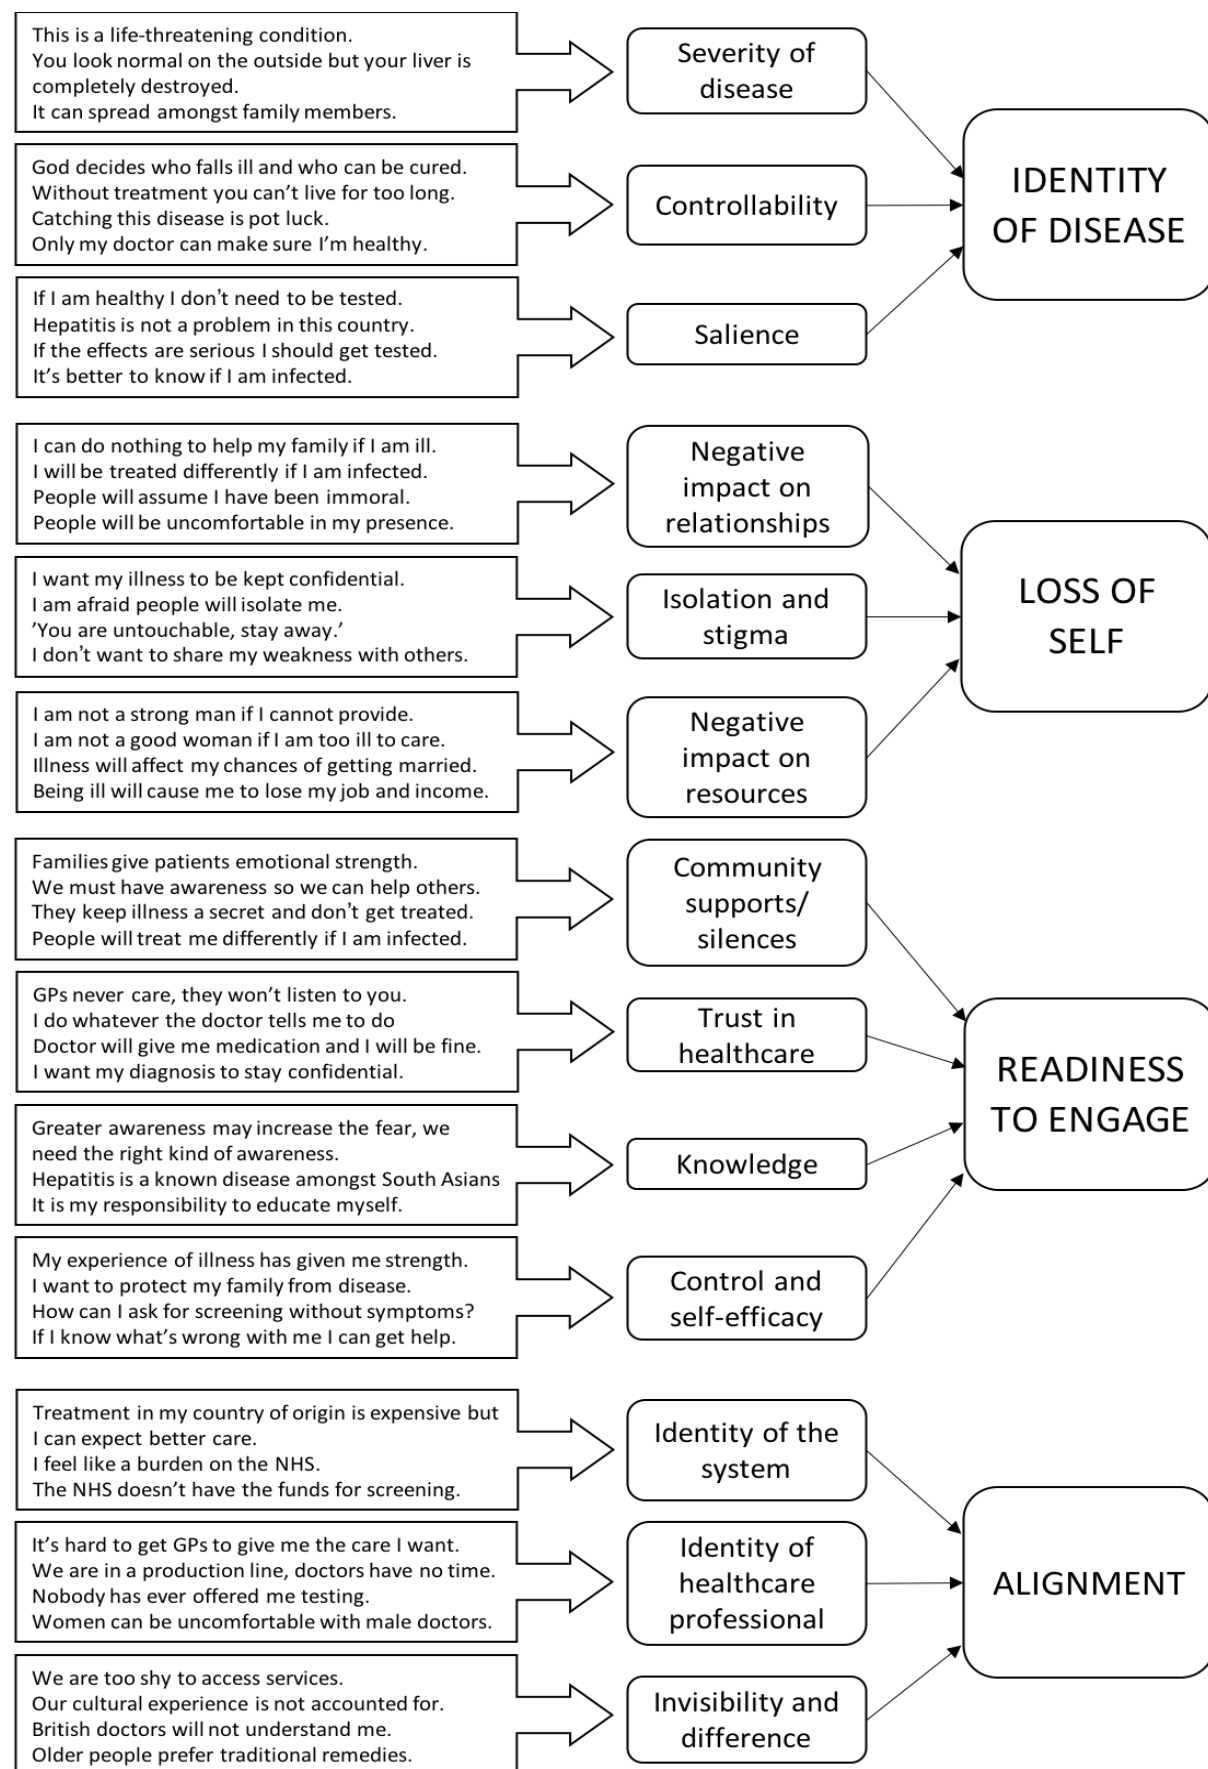 This is a life-threatening condition.
You look normal on the outside but your liver is
completely destroyed.
It can spread amongst family members.
Severity of
disease
God decides who falls ill and who can be cured.
Without treatment you can't live for too long.
Catching this disease is pot luck.
Only my doctor can make sure I'm healthy.
Controllability
If I am healthy I don't need to be tested.
Hepatitis is not a problem in this country.
If the effects are serious I should get tested.
It's better to know if I am infected.
Salience
IDENTITY
OF DISEASE
I can do nothing to help my family if I am ill.
I will be treated differently if I am infected.
People will assume I have been immoral.
People will be uncomfortable in my presence.
Negative
impact on
relationships
I want my illness to be kept confidential.
I am afraid people will isolate me.
'You are untouchable, stay away.'
I don't want to share my weakness with others.
Isolation and
stigma
I am not a strong man if I cannot provide.
I am not a good woman if I am too ill to care.
Illness will affect my chances of getting married.
Being ill will cause me to lose my job and income.
Negative
impact on
resources
LOSS OF
SELF
Families give patients emotional strength.
We must have awareness so we can help others.
They keep illness a secret and don't get treated.
People will treat me differently if I am infected.
Community
supports/
silences
GPs never care, they won't listen to you.
I do whatever the doctor tells me to do
Doctor will give me medication and I will be fine.
I want my diagnosis to stay confidential.
Trust in
healthcare
Greater awareness may increase the fear, we
need the right kind of awareness.
Hepatitis is a known disease amongst South Asians
It is my responsibility to educate myself.
Knowledge
My experience of illness has given me strength.
I want to protect my family from disease.
How can I ask for screening without symptoms?
If I know what's wrong with me I can get help.
Control and
self-efficacy
READINESS
TO ENGAGE
Treatment in my country of origin is expensive but
I can expect better care.
I feel like a burden on the NHS.
The NHS doesn't have the funds for screening.
Identity of the
system
It's hard to get GPs to give me the care I want.
We are in a production line, doctors have no time.
Nobody has ever offered me testing.
Women can be uncomfortable with male doctors.
Identity of
healthcare
professional
We are too shy to access services.
Our cultural experience is not accounted for.
British doctors will not understand me.
Older people prefer traditional remedies.
Invisibility and
difference
ALIGNMENT